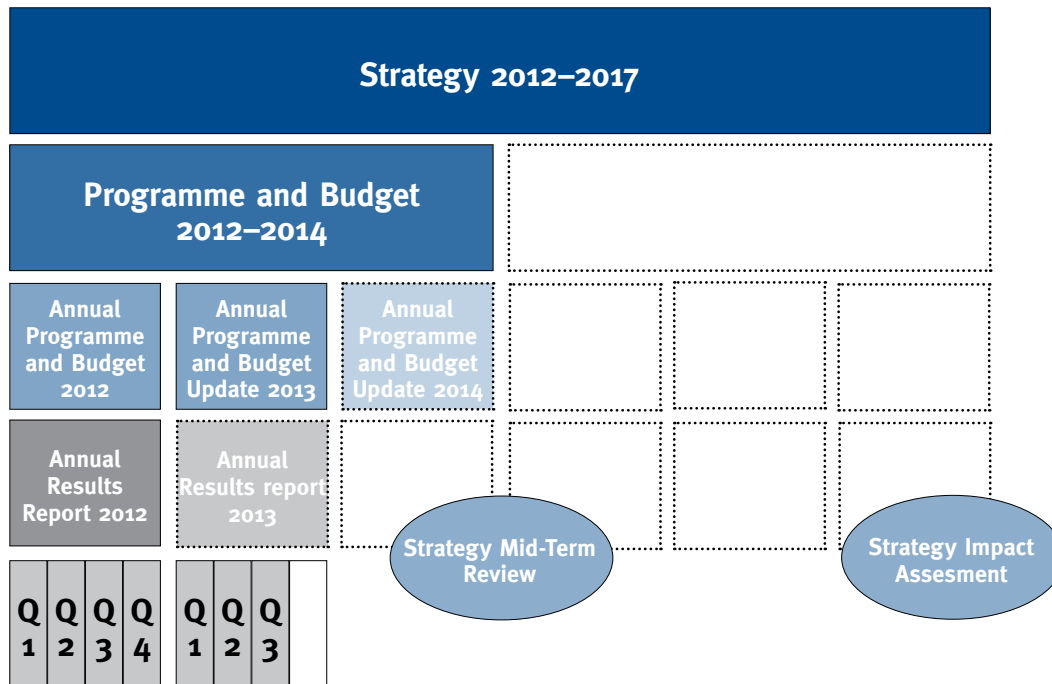 Strategy 2012–2017
Programme and Budget
2012–2014
Annual
Programme
and Budget
2012
Annual
Programme
and Budget
Update 2013
Annual
Programme
and Budget
Update 2014
Annual
Results
Report 2012
Annual
Results report
2013
Strategy Mid-Term
Review
Strategy Impact
Assesment
Q
1
Q
2
Q
3
Q
4
Q
1
Q
2
Q
3